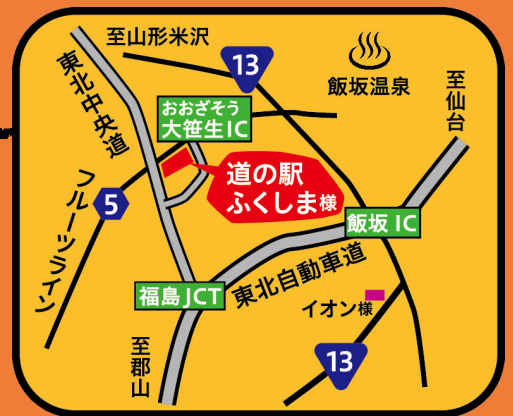 至山形米沢
13
飯坂温泉
至仙台
東北中央道
おおざそう
大笹生IC
道の駅
ふくしま様
5
フルーツライン
飯坂 IC
東北自動車道
福島JCT
イオン様
至郡山
13